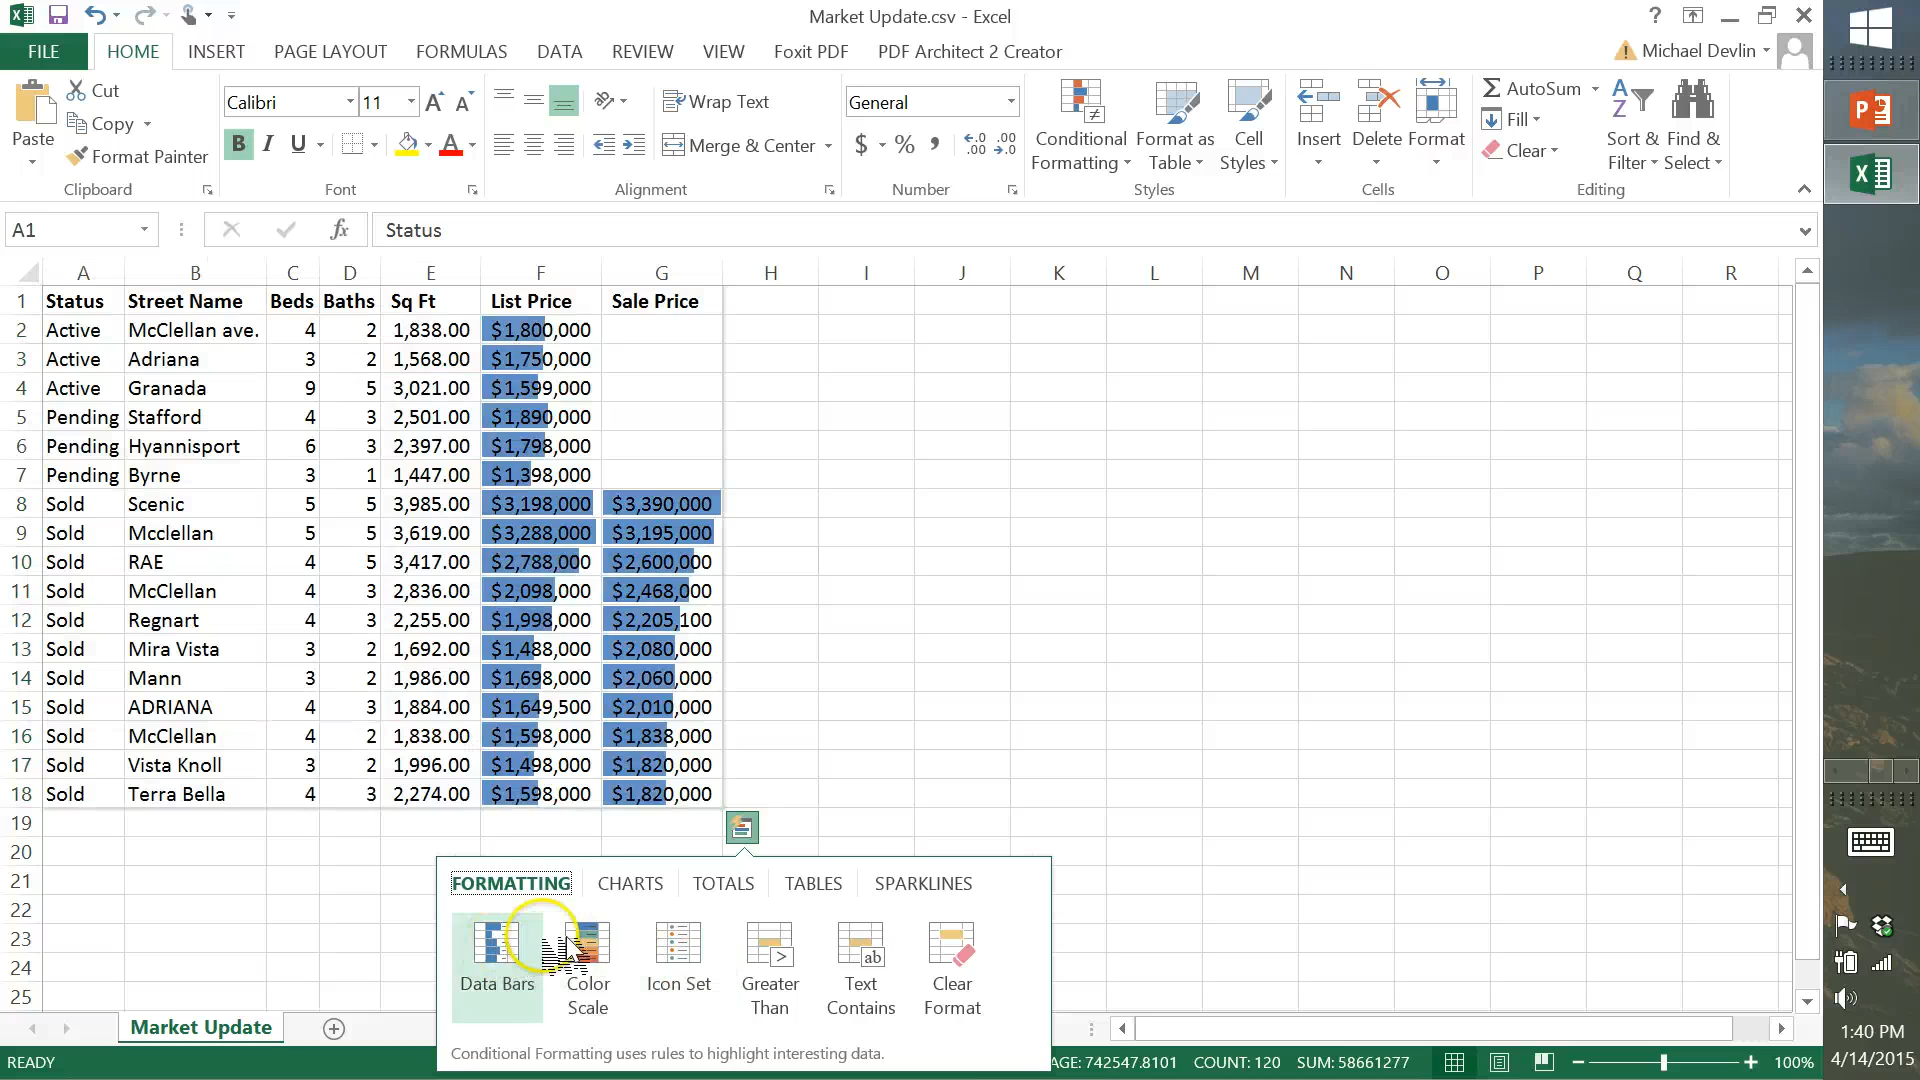 Market Update.csv - Excel
?
FILE HOME INSERT PAGE LAYOUT FORMULAS DATA REVIEW VIEW Foxit PDF PDF Architect 2 Creator Michael Devlin
Paste
Cut
Copy
Format Painter
Clipboard
Calibri 11
B I U A
Font
Wrap Text
Merge & Center
Alignment
General
$ % ,
Number
Conditional Formatting
Format as Table
Cell Styles
Styles
Insert Delete Format
Cells
AutoSum
Fill
Clear
Sort & Filter
Find & Select
Editing
A1 fx Status
A B C D E F G H I J K L M N O P Q R
1 Status Street Name Beds Baths Sq Ft List Price Sale Price
2 Active McClellan ave. 4 2 1,838.00 $1,800,000
3 Active Adriana 3 2 1,568.00 $1,750,000
4 Active Granada 9 5 3,021.00 $1,599,000
5 Pending Stafford 4 3 2,501.00 $1,890,000
6 Pending Hyannisport 6 3 2,397.00 $1,798,000
7 Pending Byrne 3 1 1,447.00 $1,398,000
8 Sold Scenic 5 5 3,985.00 $3,198,000 $3,390,000
9 Sold Mcclellan 5 5 3,619.00 $3,288,000 $3,195,000
10 Sold RAE 4 5 3,417.00 $2,788,000 $2,600,000
11 Sold McClellan 4 3 2,836.00 $2,098,000 $2,468,000
12 Sold Regnart 4 3 2,255.00 $1,998,000 $2,205,100
13 Sold Mira Vista 3 2 1,692.00 $1,488,000 $2,080,000
14 Sold Mann 3 2 1,986.00 $1,698,000 $2,060,000
15 Sold ADRIANA 4 3 1,884.00 $1,649,500 $2,010,000
16 Sold McClellan 4 2 1,838.00 $1,598,000 $1,838,000
17 Sold Vista Knoll 3 2 1,996.00 $1,498,000 $1,820,000
18 Sold Terra Bella 4 3 2,274.00 $1,598,000 $1,820,000
19
20
21
22
23
24
25
FORMATTING CHARTS TOTALS TABLES SPARKLINES
Data Bars
Color Scale
Icon Set
Greater Than
Text Contains
Clear Format
Conditional Formatting uses rules to highlight interesting data.
Market Update
READY AGE: 742547.8101 COUNT: 120 SUM: 58661277 100%
1:40 PM
4/14/2015